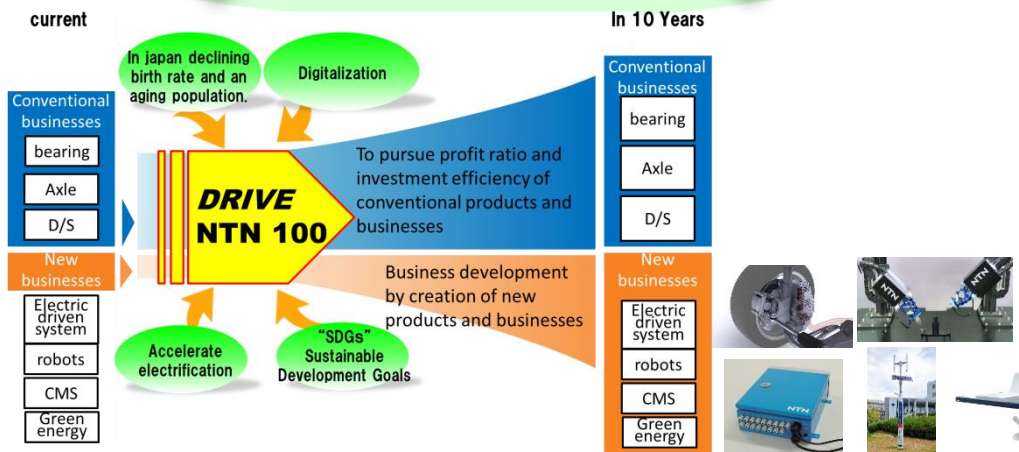 current
In 10 Years
In japan declining
birth rate and an
aging population.
Digitalization
Conventional
businesses
bearing
Axle
D/S
New
businesses
Electric
driven
system
robots
CMS
Green
energy
DRIVE
NTN 100
To pursue profit ratio and
investment efficiency of
conventional products and
businesses
Business development
by creation of new
products and businesses
Accelerate
electrification
“SDGs”
Sustainable
Development Goals
Conventional
businesses
bearing
Axle
D/S
New
businesses
Electric
driven
system
robots
CMS
Green
energy
NTN
NTN
NTN